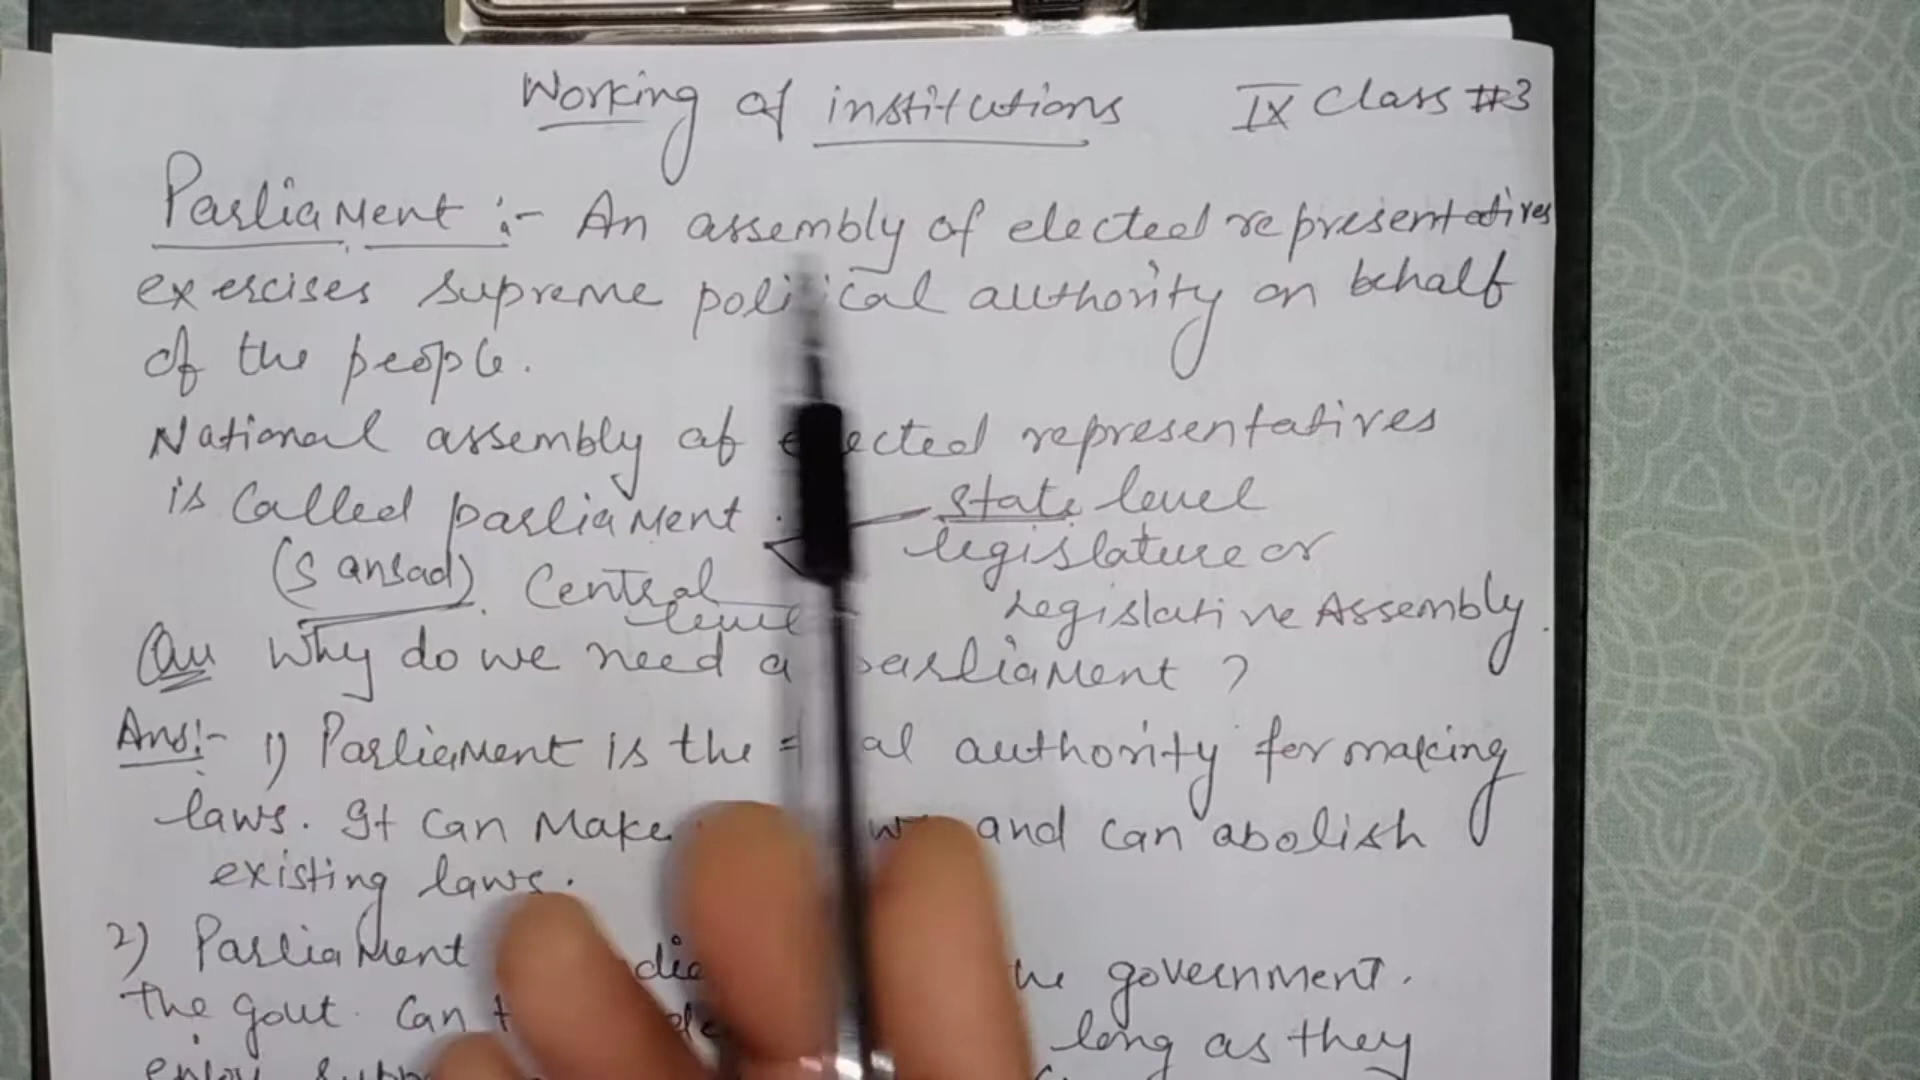 Working of institutions IX Class #3
Parliament :- An assembly of elected representatives
exercises supreme political authority on behalf
of the people.
National assembly of elected representatives
is called parliament. state level
legislature or
(Sansad). Central
level
Legislative Assembly.
Qu Why do we need a parliament ?
Ans:- 1) Parliament is the authority for making
laws. It can make and can abolish
existing laws.
2) Parliament government.
the govt. can long as they
enjoy